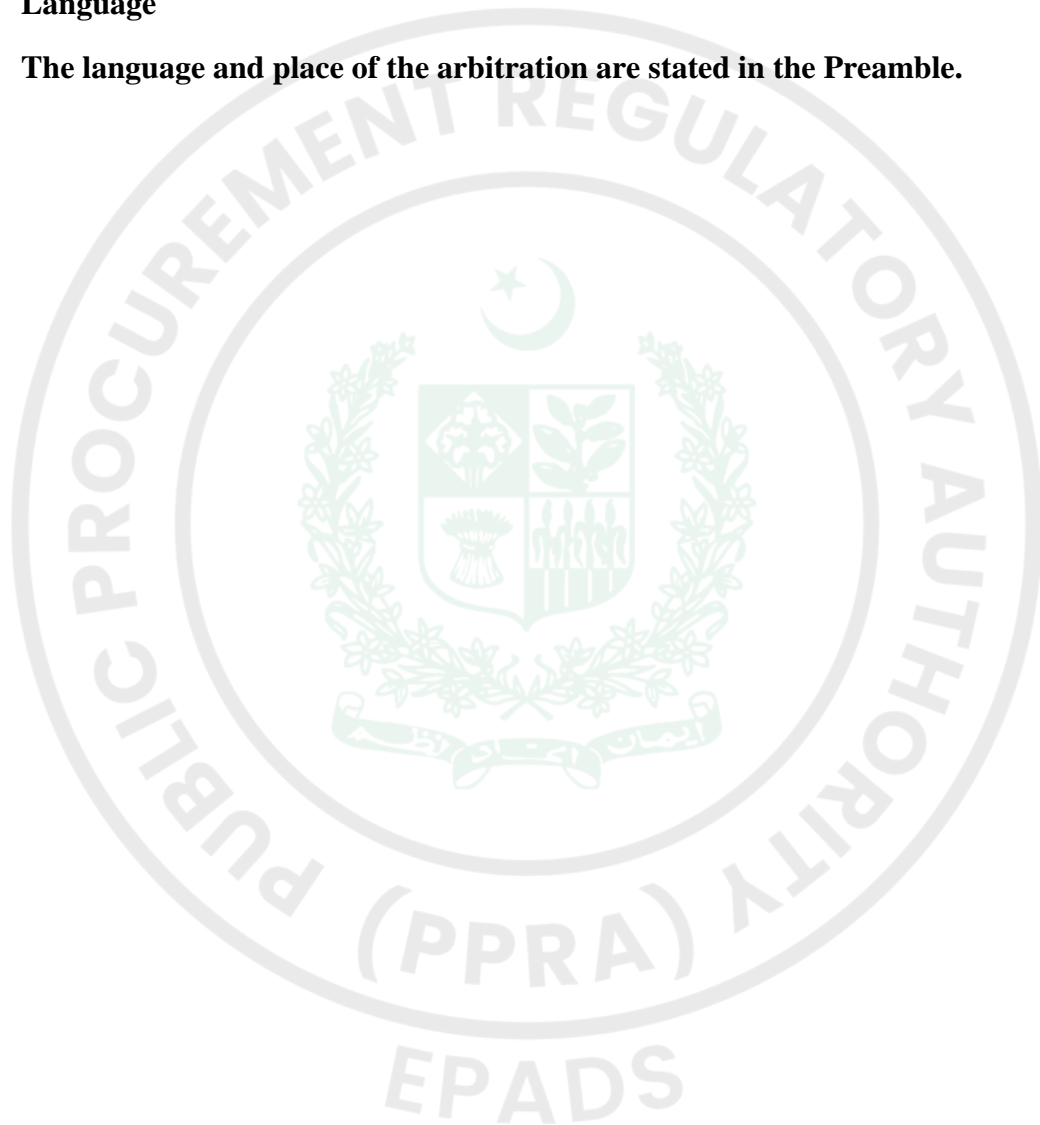 Language
The language and place of the arbitration are stated in the Preamble.
PUBLIC PROCUREMENT REGULATORY AUTHORITY
(PPRA)
EPADS